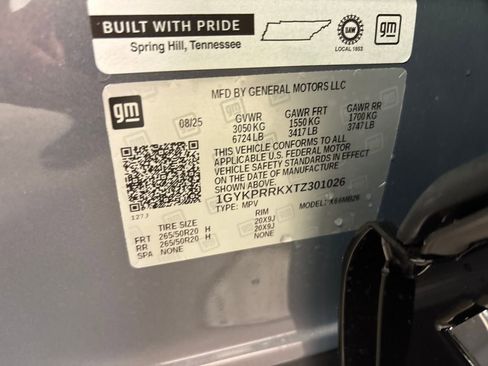 BUILT WITH PRIDE
Spring Hill, Tennessee
UAW
LOCAL 1853
gm
gm
MFD BY GENERAL MOTORS LLC
08/25 GVWR GAWR FRT GAWR RR
3050 KG 1550 KG 1700 KG
6724 LB 3417 LB 3747 LB
THIS VEHICLE CONFORMS TO ALL
APPLICABLE U.S. FEDERAL MOTOR
VEHICLE SAFETY STANDARDS IN EFFECT
ON THE DATE OF MANUFACTURE
SHOWN ABOVE.
1GYKPRRKXTZ301026
TYPE: MPV MODEL:
127J
TIRE SIZE RIM
FRT 265/50R20 H 20X9J
RR 265/50R20 H 20X9J
SPA NONE NONE